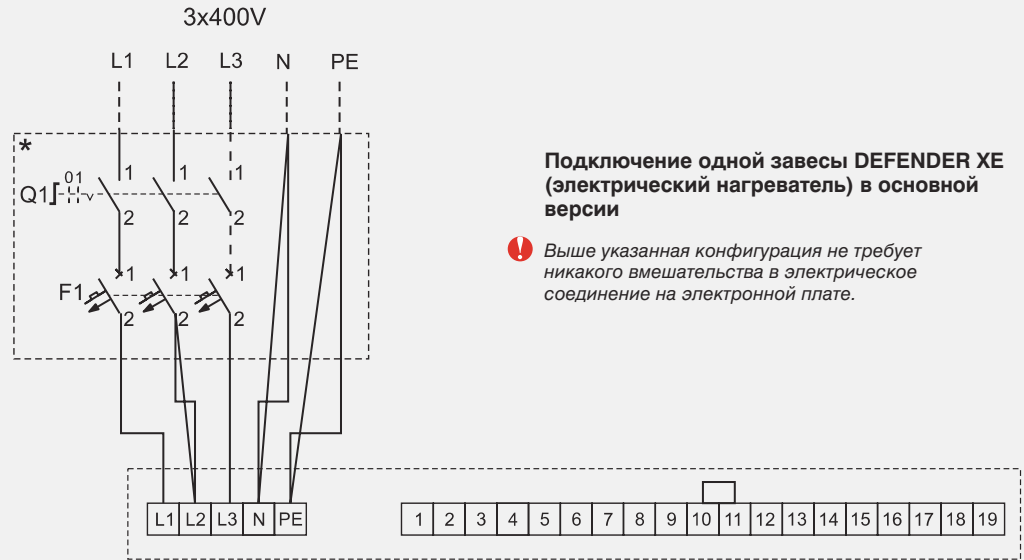 3x400V
L1 L2 L3 N PE
*
Q1 0 1 1 1 1
2 2 2
F1 1 1 1
2 2 2
Подключение одной завесы DEFENDER XE
(электрический нагреватель) в основной
версии
Выше указанная конфигурация не требует
никакого вмешательства в электрическое
соединение на электронной плате.
L1 L2 L3 N PE 1 2 3 4 5 6 7 8 9 10 11 12 13 14 15 16 17 18 19